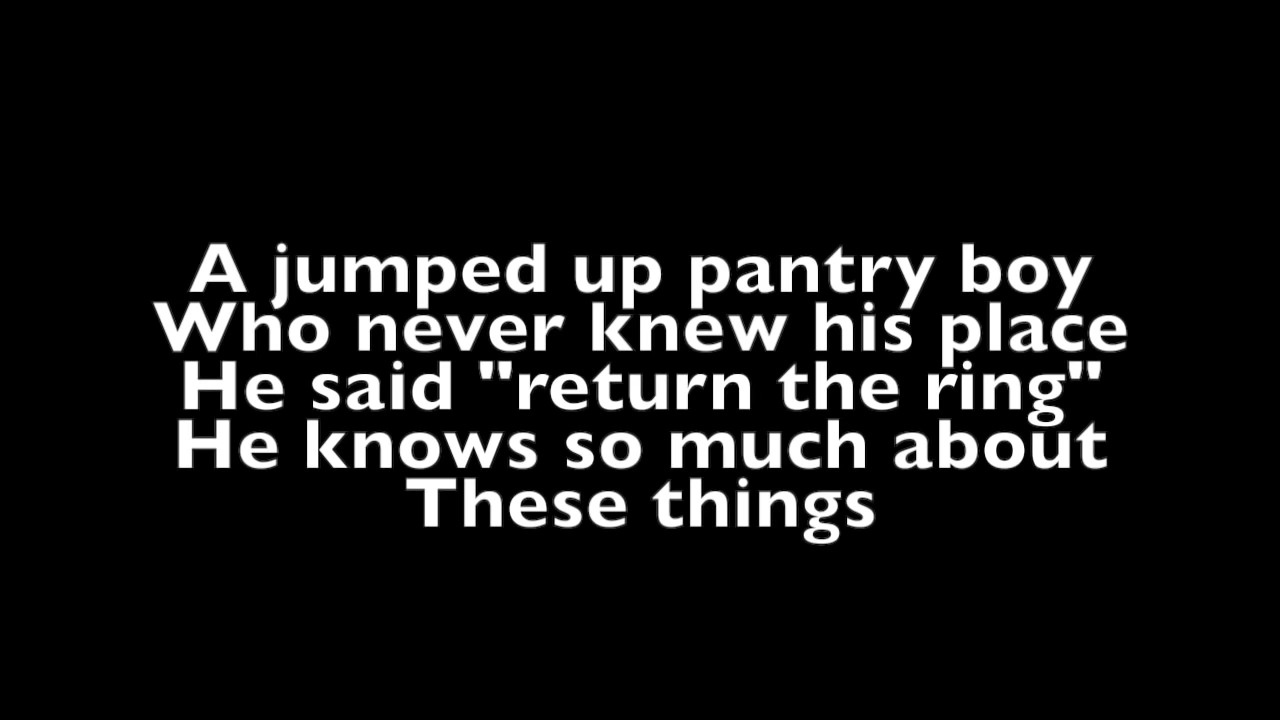 A jumped up pantry boy
Who never knew his place
He said "return the ring"
He knows so much about
These things